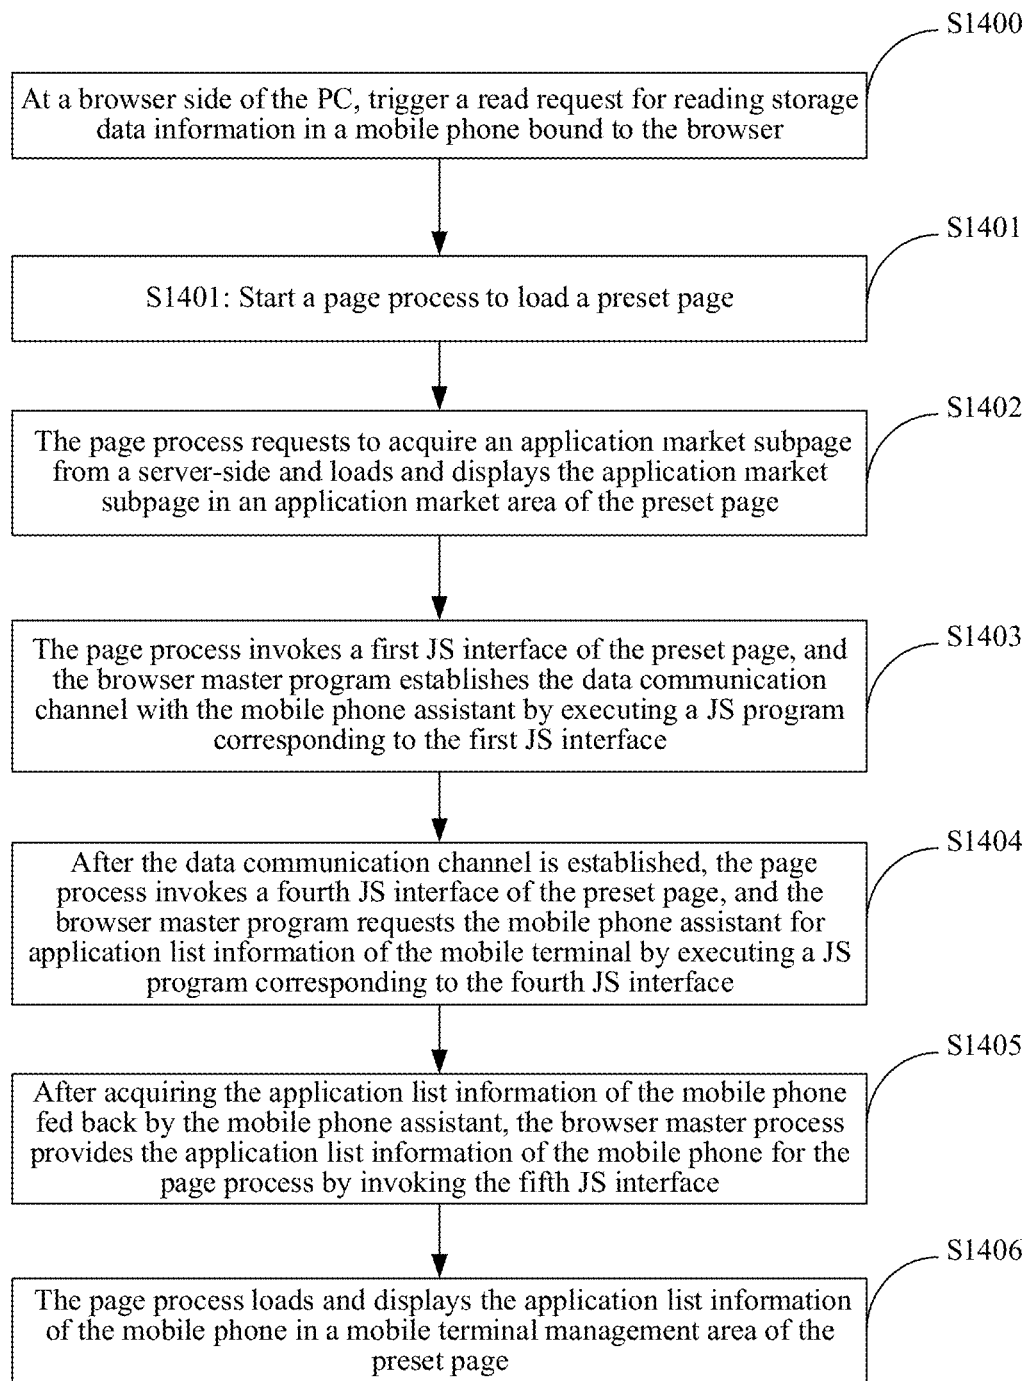 S1400
At a browser side of the PC, trigger a read request for reading storage
data information in a mobile phone bound to the browser
S1401
S1401: Start a page process to load a preset page
S1402
The page process requests to acquire an application market subpage
from a server-side and loads and displays the application market
subpage in an application market area of the preset page
S1403
The page process invokes a first JS interface of the preset page, and
the browser master program establishes the data communication
channel with the mobile phone assistant by executing a JS program
corresponding to the first JS interface
S1404
After the data communication channel is established, the page
process invokes a fourth JS interface of the preset page, and the
browser master program requests the mobile phone assistant for
application list information of the mobile terminal by executing a JS
program corresponding to the fourth JS interface
S1405
After acquiring the application list information of the mobile phone
fed back by the mobile phone assistant, the browser master process
provides the application list information of the mobile phone for the
page process by invoking the fifth JS interface
S1406
The page process loads and displays the application list information
of the mobile phone in a mobile terminal management area of the
preset page